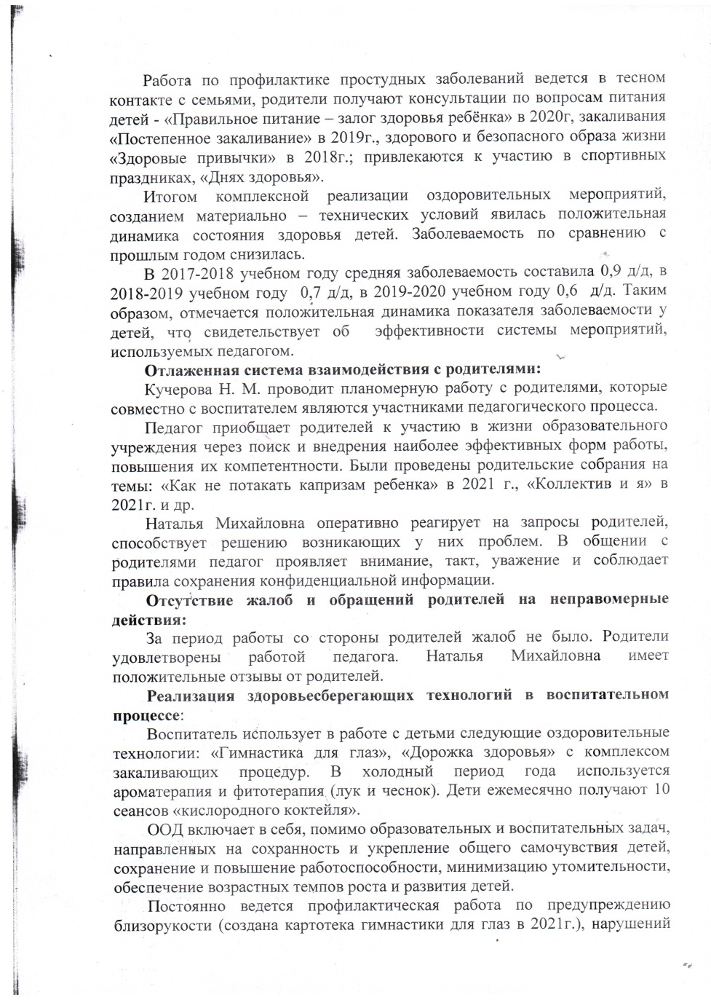 Работа по профилактике простудных заболеваний ведется в тесном
контакте с семьями, родители получают консультации по вопросам питания
детей - «Правильное питание – залог здоровья ребёнка» в 2020г, закаливания
«Постепенное закаливание» в 2019г., здорового и безопасного образа жизни
«Здоровые привычки» в 2018г.; привлекаются к участию в спортивных
праздниках, «Днях здоровья».
Итогом комплексной реализации оздоровительных мероприятий,
созданием материально – технических условий явилась положительная
динамика состояния здоровья детей. Заболеваемость по сравнению с
прошлым годом снизилась.
В 2017-2018 учебном году средняя заболеваемость составила 0,9 д/д, в
2018-2019 учебном году 0,7 д/д, в 2019-2020 учебном году 0,6 д/д. Таким
образом, отмечается положительная динамика показателя заболеваемости у
детей, что свидетельствует об эффективности системы мероприятий,
используемых педагогом.
Отлаженная система взаимодействия с родителями:
Кучерова Н. М. проводит планомерную работу с родителями, которые
совместно с воспитателем являются участниками педагогического процесса.
Педагог приобщает родителей к участию в жизни образовательного
учреждения через поиск и внедрения наиболее эффективных форм работы,
повышения их компетентности. Были проведены родительские собрания на
темы: «Как не потакать капризам ребенка» в 2021 г., «Коллектив и я» в
2021г. и др.
Наталья Михайловна оперативно реагирует на запросы родителей,
способствует решению возникающих у них проблем. В общении с
родителями педагог проявляет внимание, такт, уважение и соблюдает
правила сохранения конфиденциальной информации.
Отсутствие жалоб и обращений родителей на неправомерные
действия:
За период работы со стороны родителей жалоб не было. Родители
удовлетворены работой педагога. Наталья Михайловна имеет
положительные отзывы от родителей.
Реализация здоровьесберегающих технологий в воспитательном
процессе:
Воспитатель использует в работе с детьми следующие оздоровительные
технологии: «Гимнастика для глаз», «Дорожка здоровья» с комплексом
закаливающих процедур. В холодный период года используется
ароматерапия и фитотерапия (лук и чеснок). Дети ежемесячно получают 10
сеансов «кислородного коктейля».
ООД включает в себя, помимо образовательных и воспитательных задач,
направленных на сохранность и укрепление общего самочувствия детей,
сохранение и повышение работоспособности, минимизацию утомительности,
обеспечение возрастных темпов роста и развития детей.
Постоянно ведется профилактическая работа по предупреждению
близорукости (создана картотека гимнастики для глаз в 2021г.), нарушений